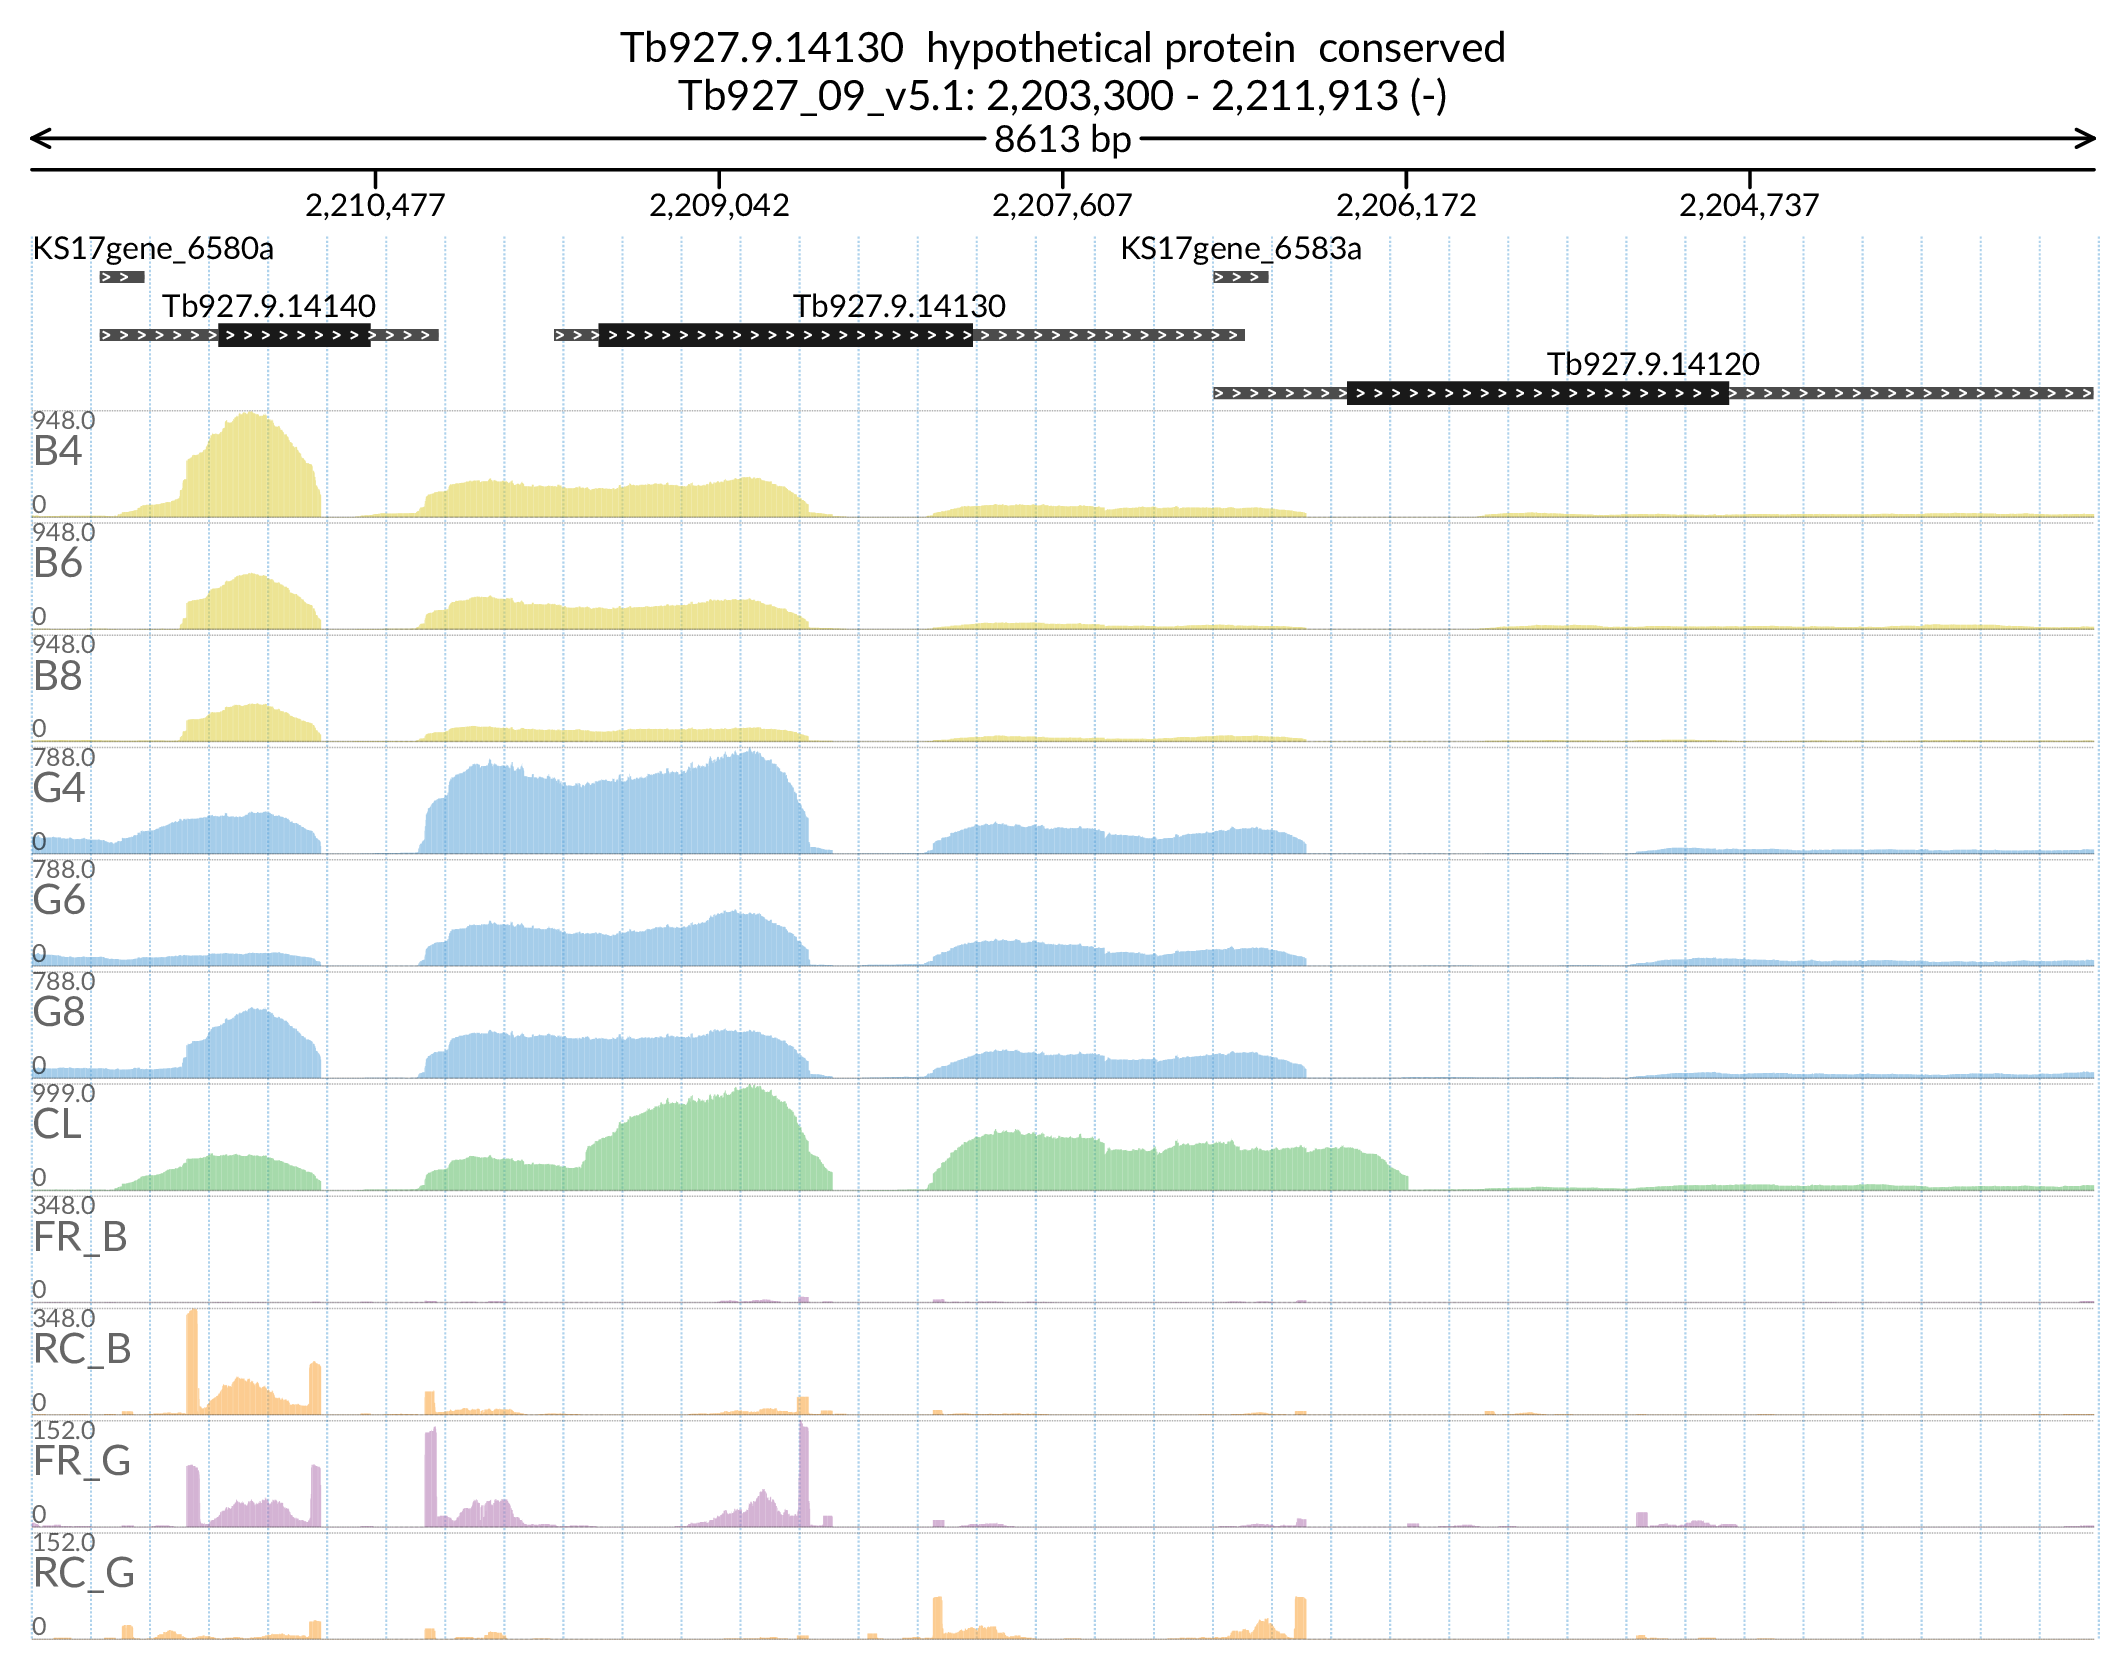 Tb927.9.14130 hypothetical protein conserved
Tb927_09_v5.1: 2,203,300 - 2,211,913 (-)
8613 bp
2,210,477 2,209,042 2,207,607 2,206,172 2,204,737
KS17gene_6580a KS17gene_6583a
Tb927.9.14140 Tb927.9.14130
Tb927.9.14120
948.0
B4
0
948.0
B6
0
948.0
B8
0
788.0
G4
0
788.0
G6
0
788.0
G8
0
999.0
CL
0
348.0
FR_B
0
348.0
RC_B
0
152.0
FR_G
0
152.0
RC_G
0